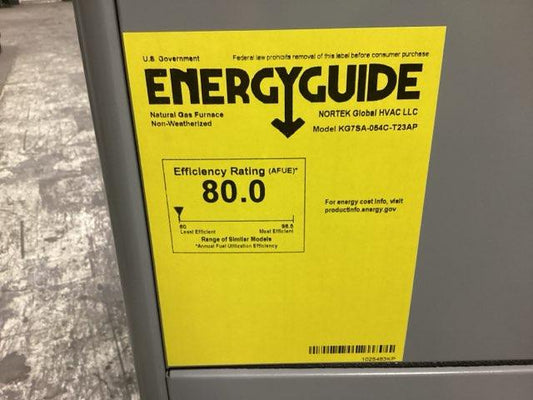 U.S. Government
Federal law prohibits removal of this label before consumer purchase
ENERGYGUIDE
Natural Gas Furnace
Non-Weatherized
NORTEK Global HVAC LLC
Model KG7SA-054C-T23AP
Efficiency Rating (AFUE)*
80.0
80
98.5
Least Efficient
Most Efficient
Range of Similar Models
*Annual Fuel Utilization Efficiency
For energy cost info, visit
productinfo.energy.gov
1025483KP